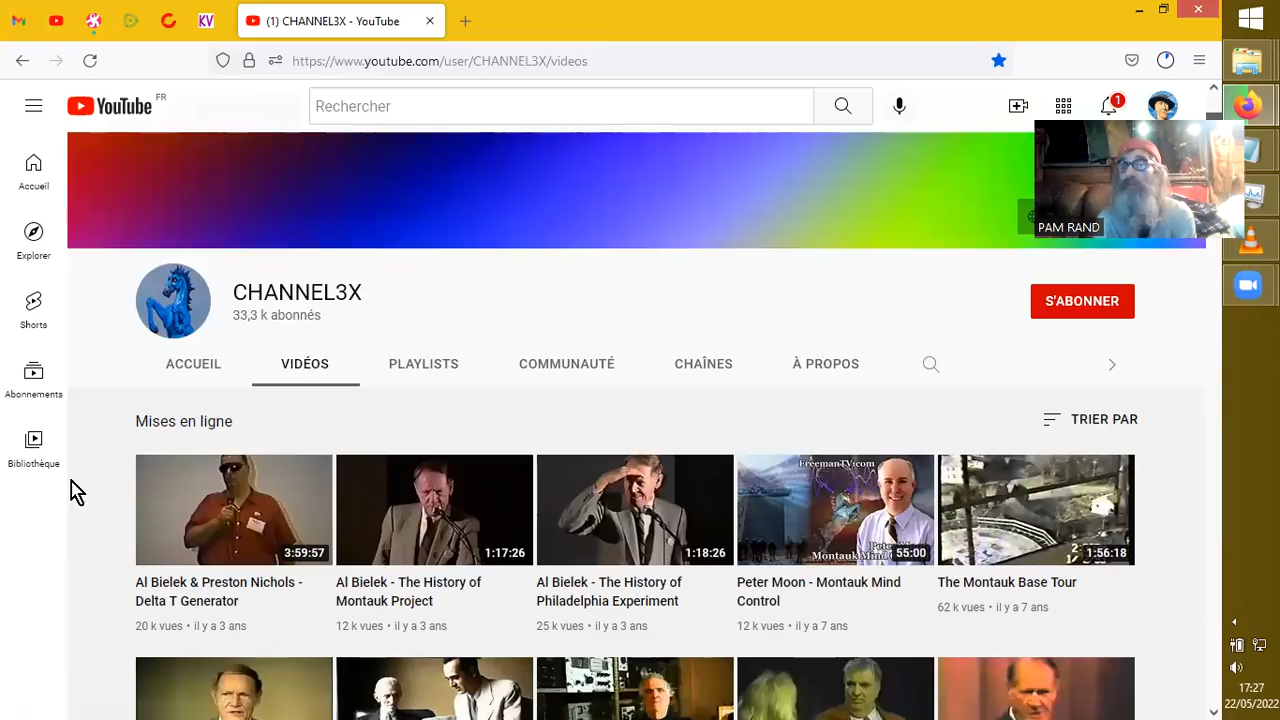 KV
(1) CHANNEL3X - YouTube
https://www.youtube.com/user/CHANNEL3X/videos
YouTube FR
Rechercher
1
PAM RAND
Accueil
Explorer
Shorts
Abonnements
Bibliothèque
CHANNEL3X
33,3 k abonnés
S'ABONNER
ACCUEIL
VIDÉOS
PLAYLISTS
COMMUNAUTÉ
CHAÎNES
À PROPOS
Mises en ligne
TRIER PAR
3:59:57
1:17:26
1:18:26
FreemanTV.com
Montauk Mind
55:00
1:56:18
Al Bielek & Preston Nichols -
Delta T Generator
20 k vues • il y a 3 ans
Al Bielek - The History of
Montauk Project
12 k vues • il y a 3 ans
Al Bielek - The History of
Philadelphia Experiment
25 k vues • il y a 3 ans
Peter Moon - Montauk Mind
Control
12 k vues • il y a 7 ans
The Montauk Base Tour
62 k vues • il y a 7 ans
17:27
22/05/2022